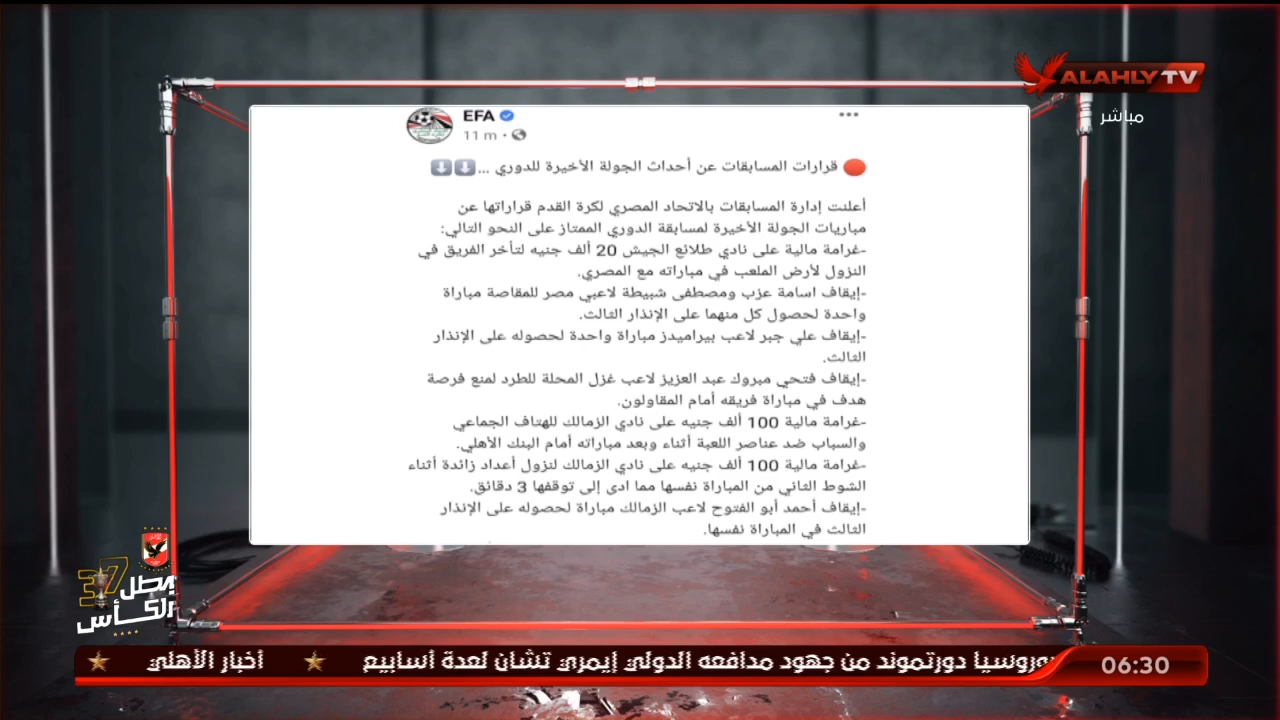 ALAHLY TV
مباشر
EFA
11 m
🔴 قرارات المسابقات عن أحداث الجولة الأخيرة للدوري ... ⬇⬇
أعلنت إدارة المسابقات بالاتحاد المصري لكرة القدم قراراتها عن
مباريات الجولة الأخيرة لمسابقة الدوري الممتاز على النحو التالي:
-غرامة مالية على نادي طلائع الجيش 20 ألف جنيه لتأخر الفريق في
النزول لأرض الملعب في مباراته مع المصري.
-إيقاف اسامة عزب ومصطفى شبيطة لاعبي مصر للمقاصة مباراة
واحدة لحصول كل منهما على الإنذار الثالث.
-إيقاف علي جبر لاعب بيراميدز مباراة واحدة لحصوله على الإنذار
الثالث.
-إيقاف فتحي مبروك عبد العزيز لاعب غزل المحلة للطرد لمنع فرصة
هدف في مباراة فريقه أمام المقاولون.
-غرامة مالية 100 ألف جنيه على نادي الزمالك للهتاف الجماعي
والسباب ضد عناصر اللعبة أثناء وبعد مباراته أمام البنك الأهلي.
-غرامة مالية 100 ألف جنيه على نادي الزمالك لنزول أعداد زائدة أثناء
الشوط الثاني من المباراة نفسها مما ادى إلى توقفها 3 دقائق.
-إيقاف أحمد أبو الفتوح لاعب الزمالك مباراة لحصوله على الإنذار
الثالث في المباراة نفسها.
37
بطل
الكأس
بوروسيا دورتموند من جهود مدافعه الدولي إيمري تشان لعدة أسابيع
أخبار الأهلي
06:30